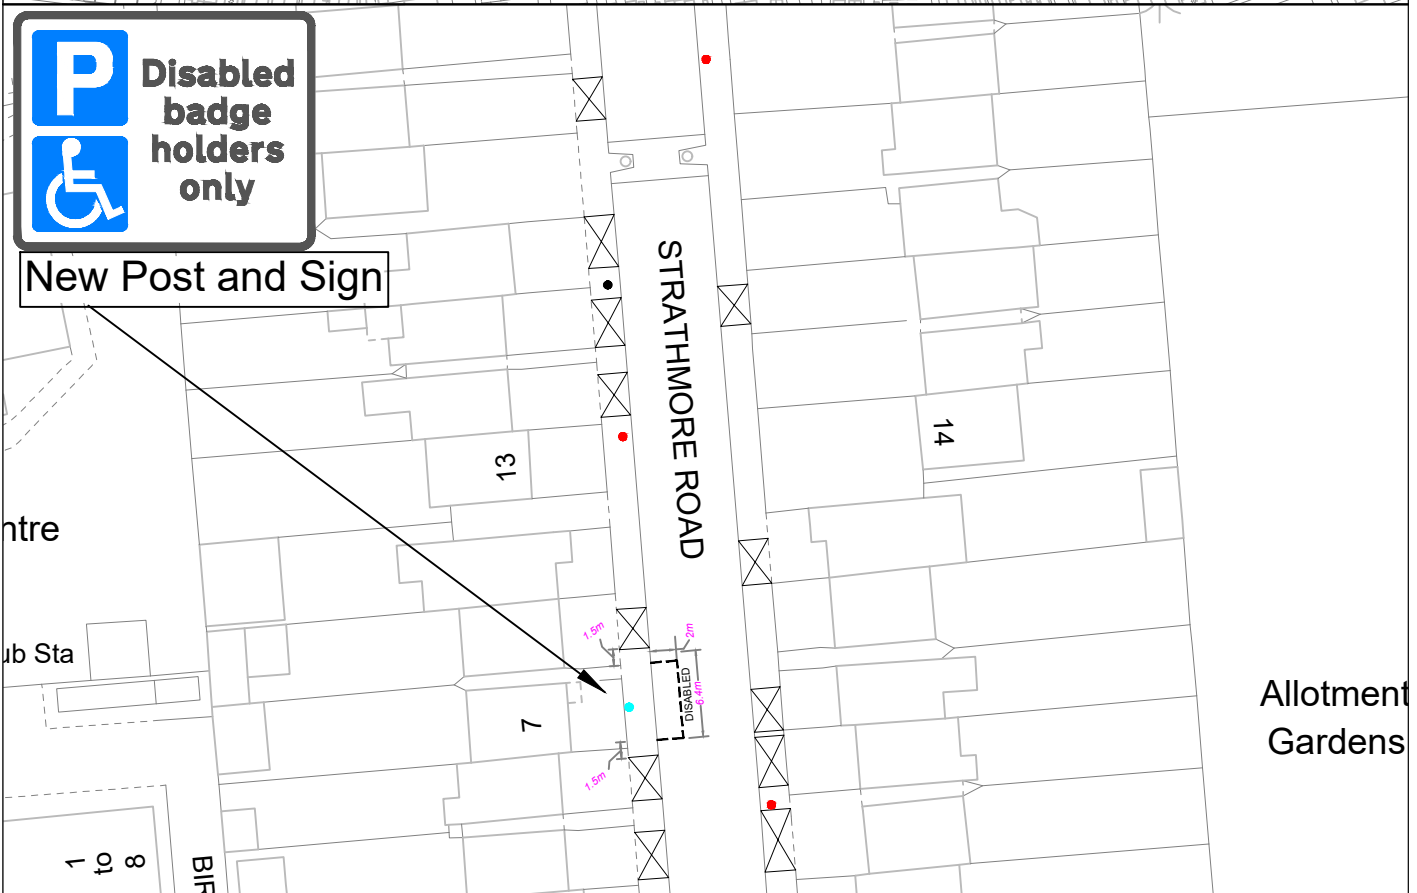 P
Disabled
badge
holders
only
New Post and Sign
STRATHMORE ROAD
13
14
ntre
ub Sta
1.5m
2m
DISABLED
6.4m
7
1.5m
Allotment
Gardens
1
to
8
BIR